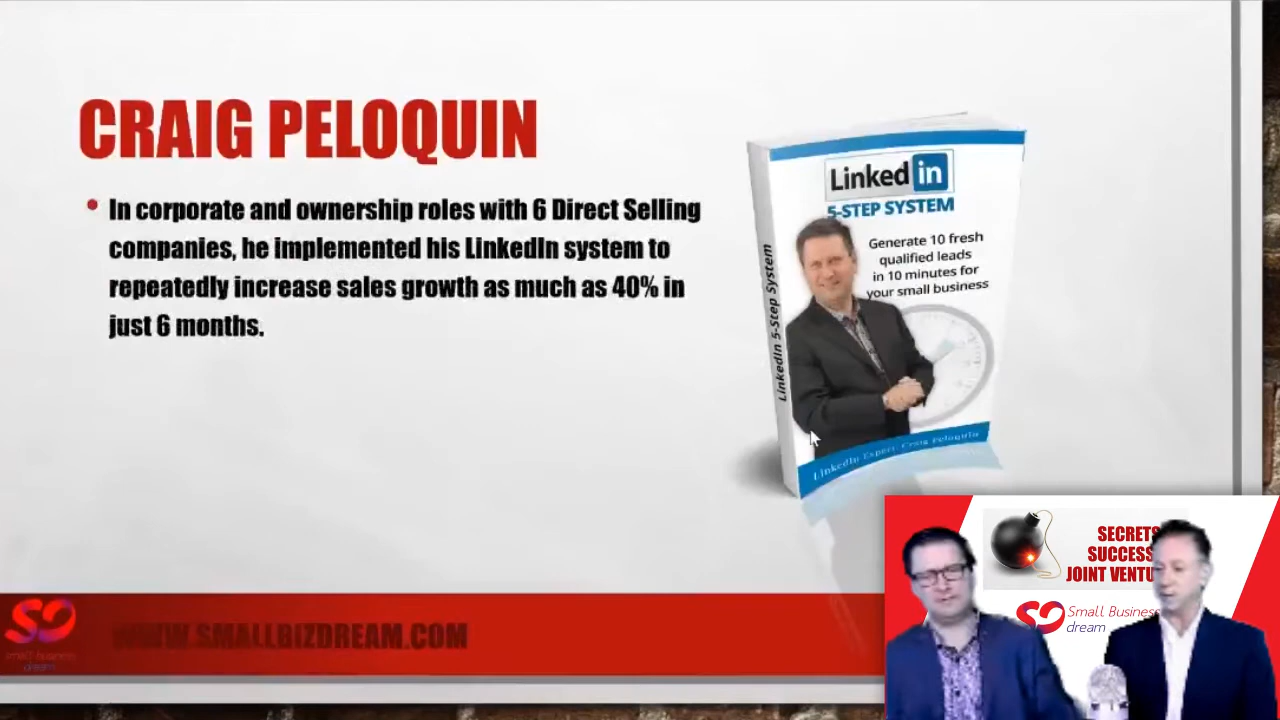 CRAIG PELOQUIN
In corporate and ownership roles with 6 Direct Selling
companies, he implemented his LinkedIn system to
repeatedly increase sales growth as much as 40% in
just 6 months.
Linked in
5-STEP SYSTEM
Generate 10 fresh
qualified leads
in 10 minutes for
your small business
LinkedIn 5-Step System
LinkedIn Expert: Craig Peloquin
SECRETS
SUCCESS
JOINT VENTU
Small Business
dream
small business
dream
WWW.SMALLBIZDREAM.COM